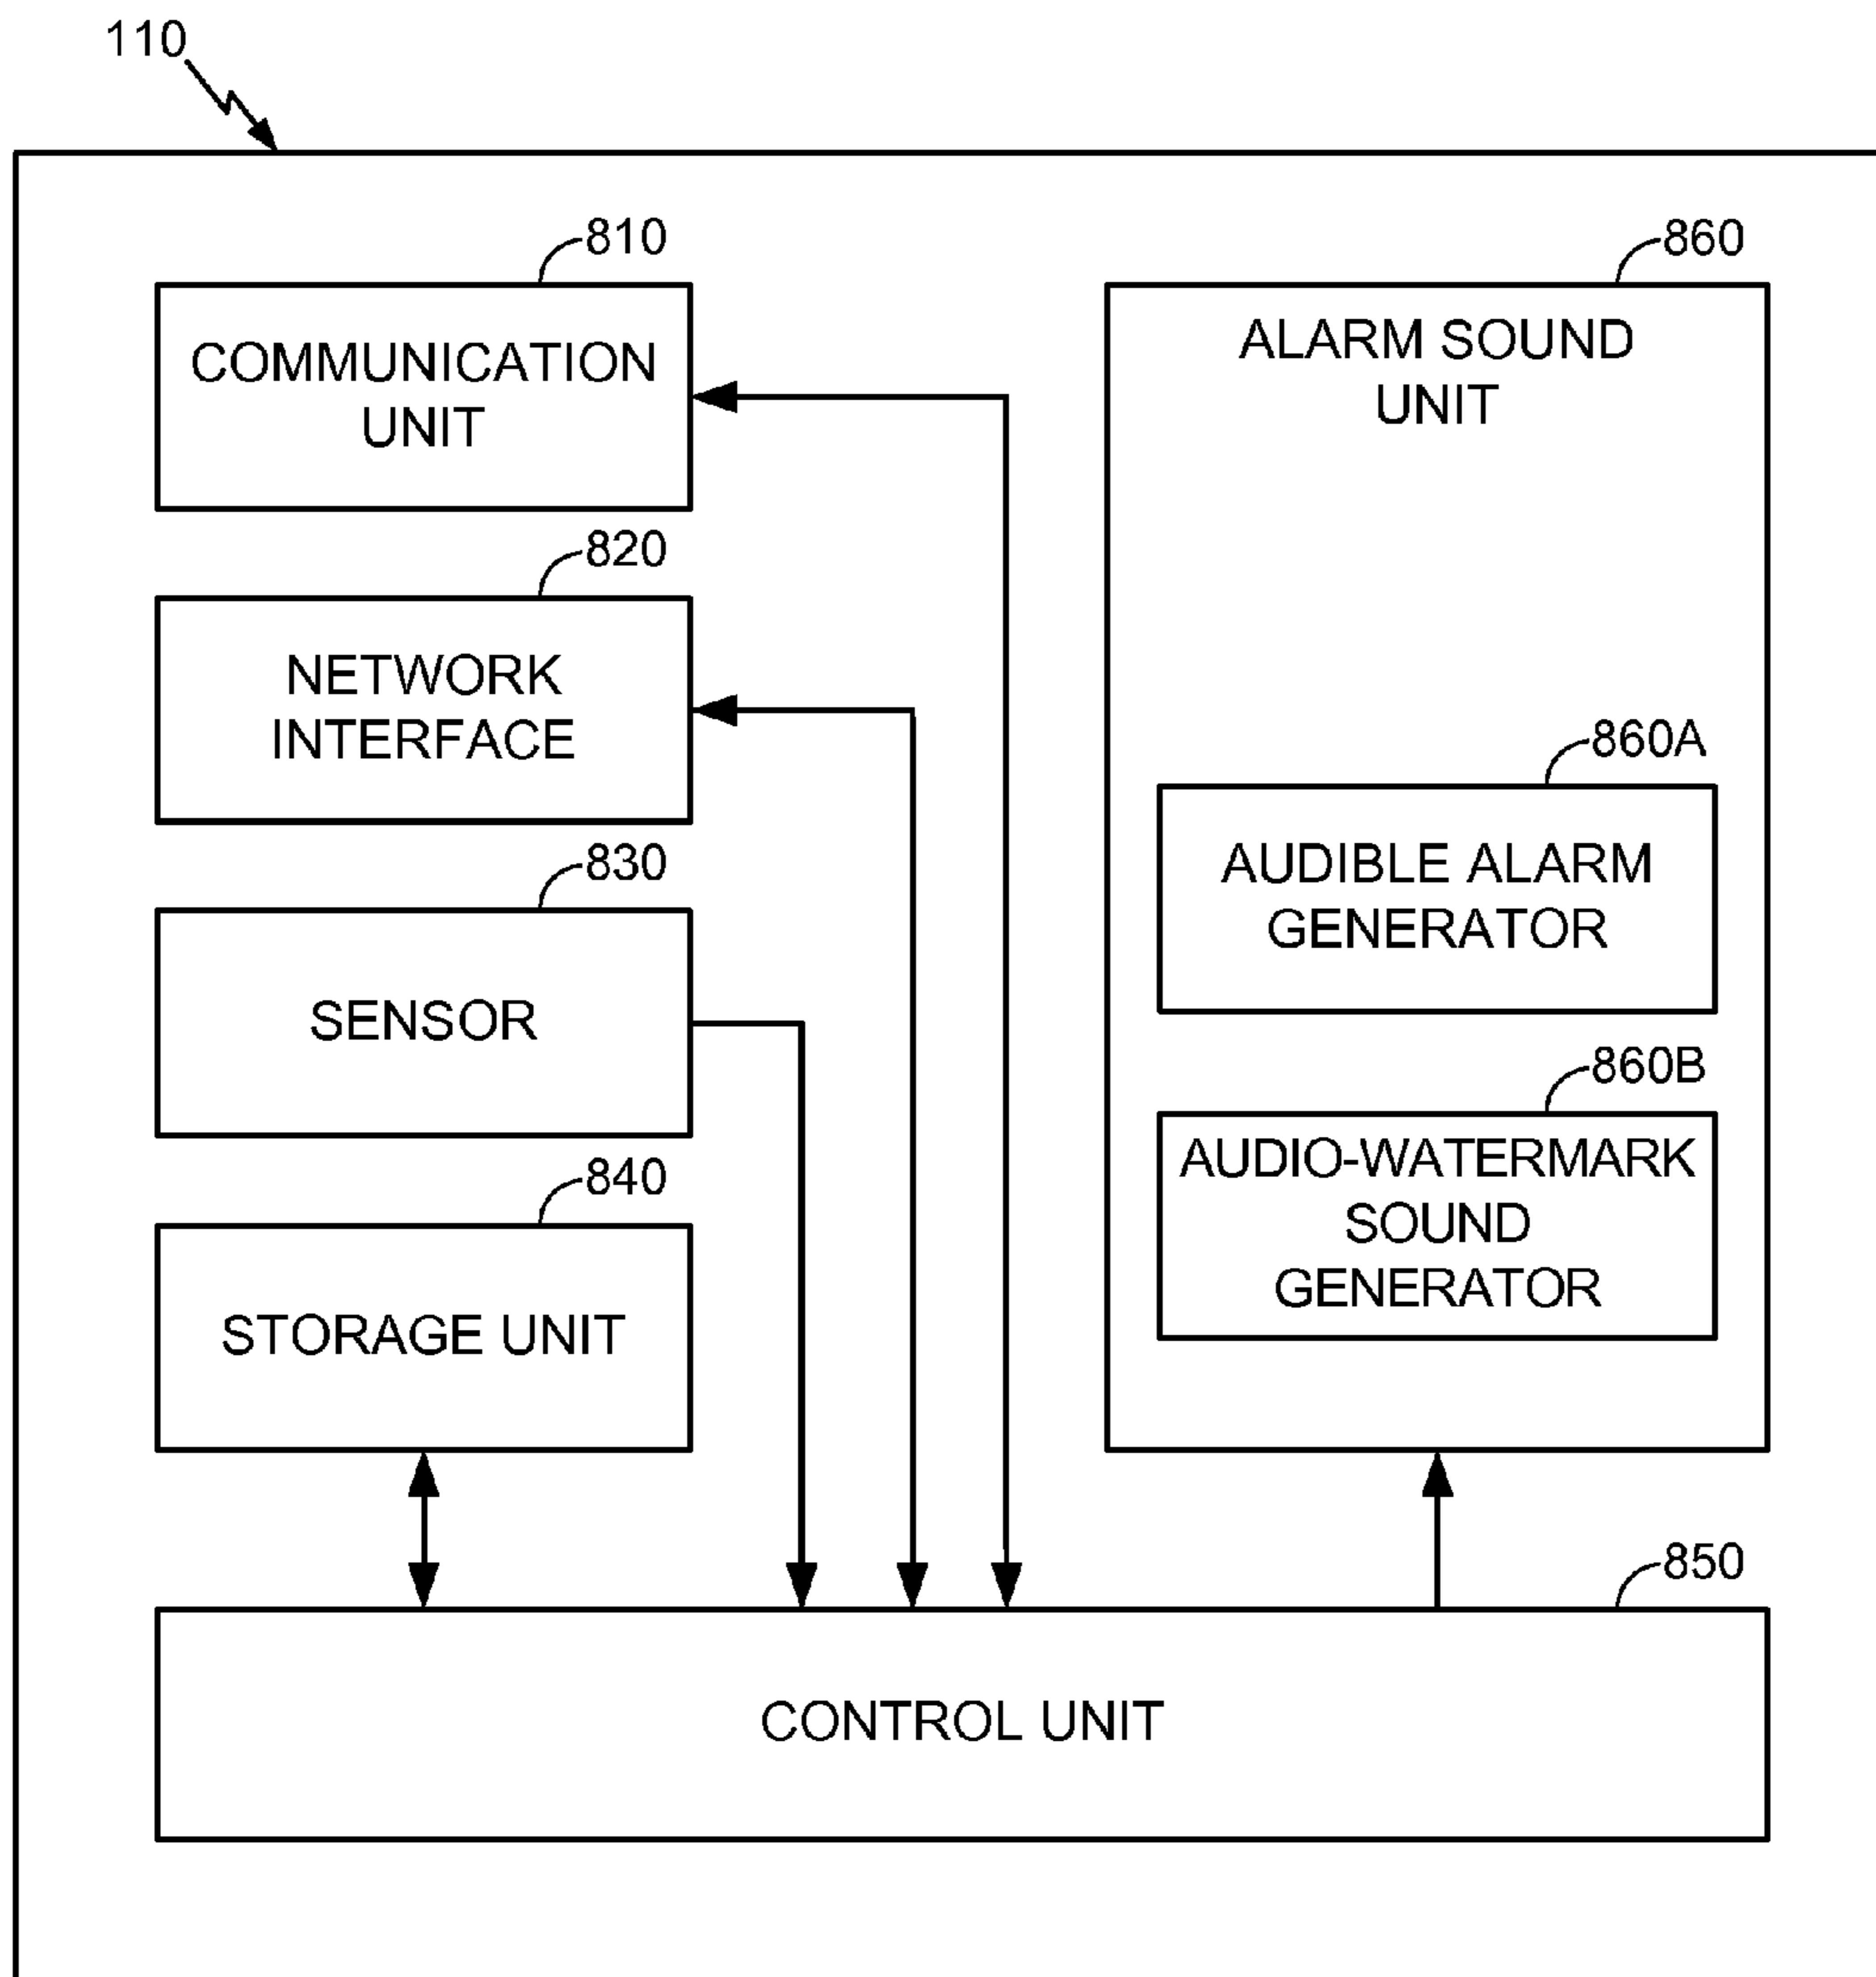 110
810
COMMUNICATION
UNIT
820
NETWORK
INTERFACE
830
SENSOR
840
STORAGE UNIT
860
ALARM SOUND
UNIT
860A
AUDIBLE ALARM
GENERATOR
860B
AUDIO-WATERMARK
SOUND
GENERATOR
850
CONTROL UNIT